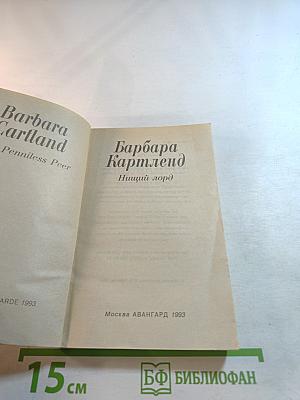 Barbara
Cartland
Penniless Peer
ARDE 1993
Барбара
Картленд
Нищий лорд
Москва АВАНГАРД 1993
15 см
БФ БИБЛИОФАН